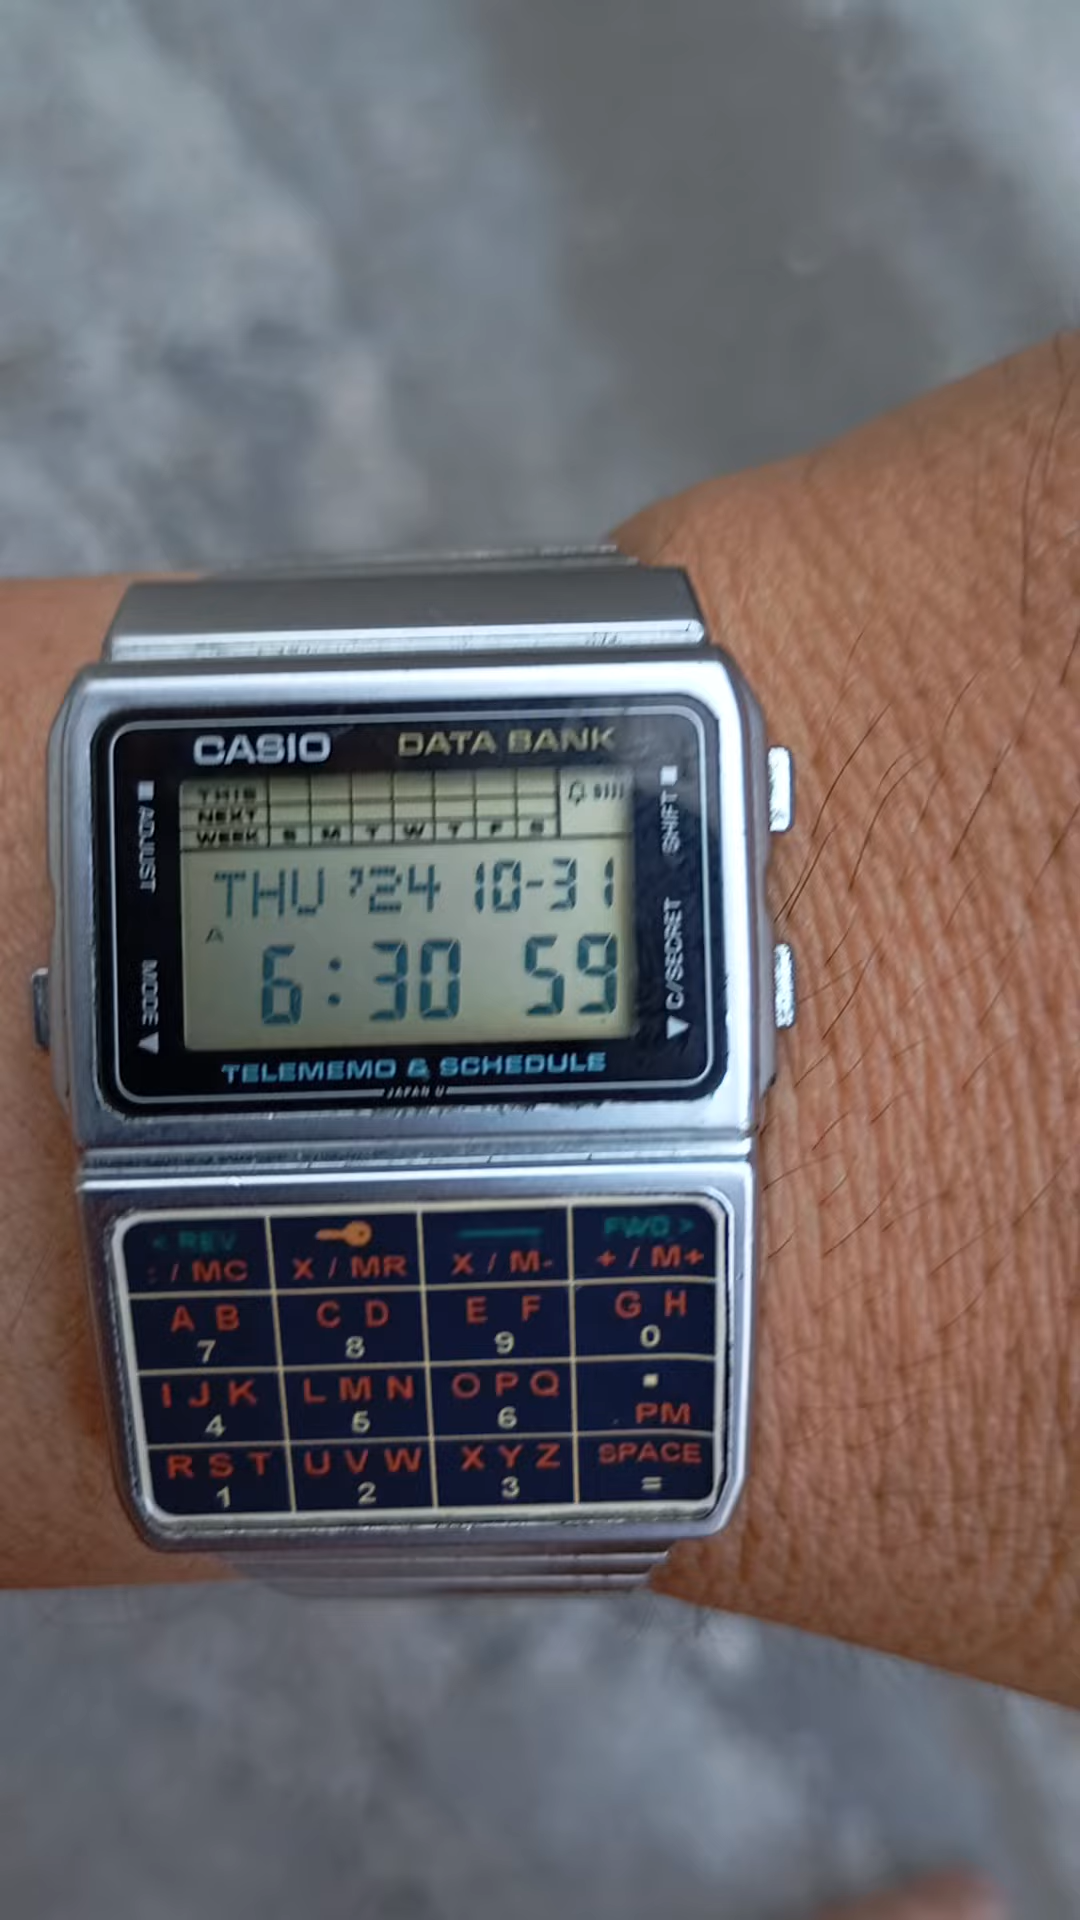 CASIO DATA BANK
ADJUST
MODE
SHIFT
C/SECRET
THIS
NEXT
WEEK S M T W T F S
THU '24 10-31
A
6:30 59
TELEMEMO & SCHEDULE
JAPAN U
< REV FWD >
: / MC X / MR X / M- + / M+
A B C D E F G H
7 8 9 0
I J K L M N O P Q .
4 5 6 PM
R S T U V W X Y Z SPACE
1 2 3 =